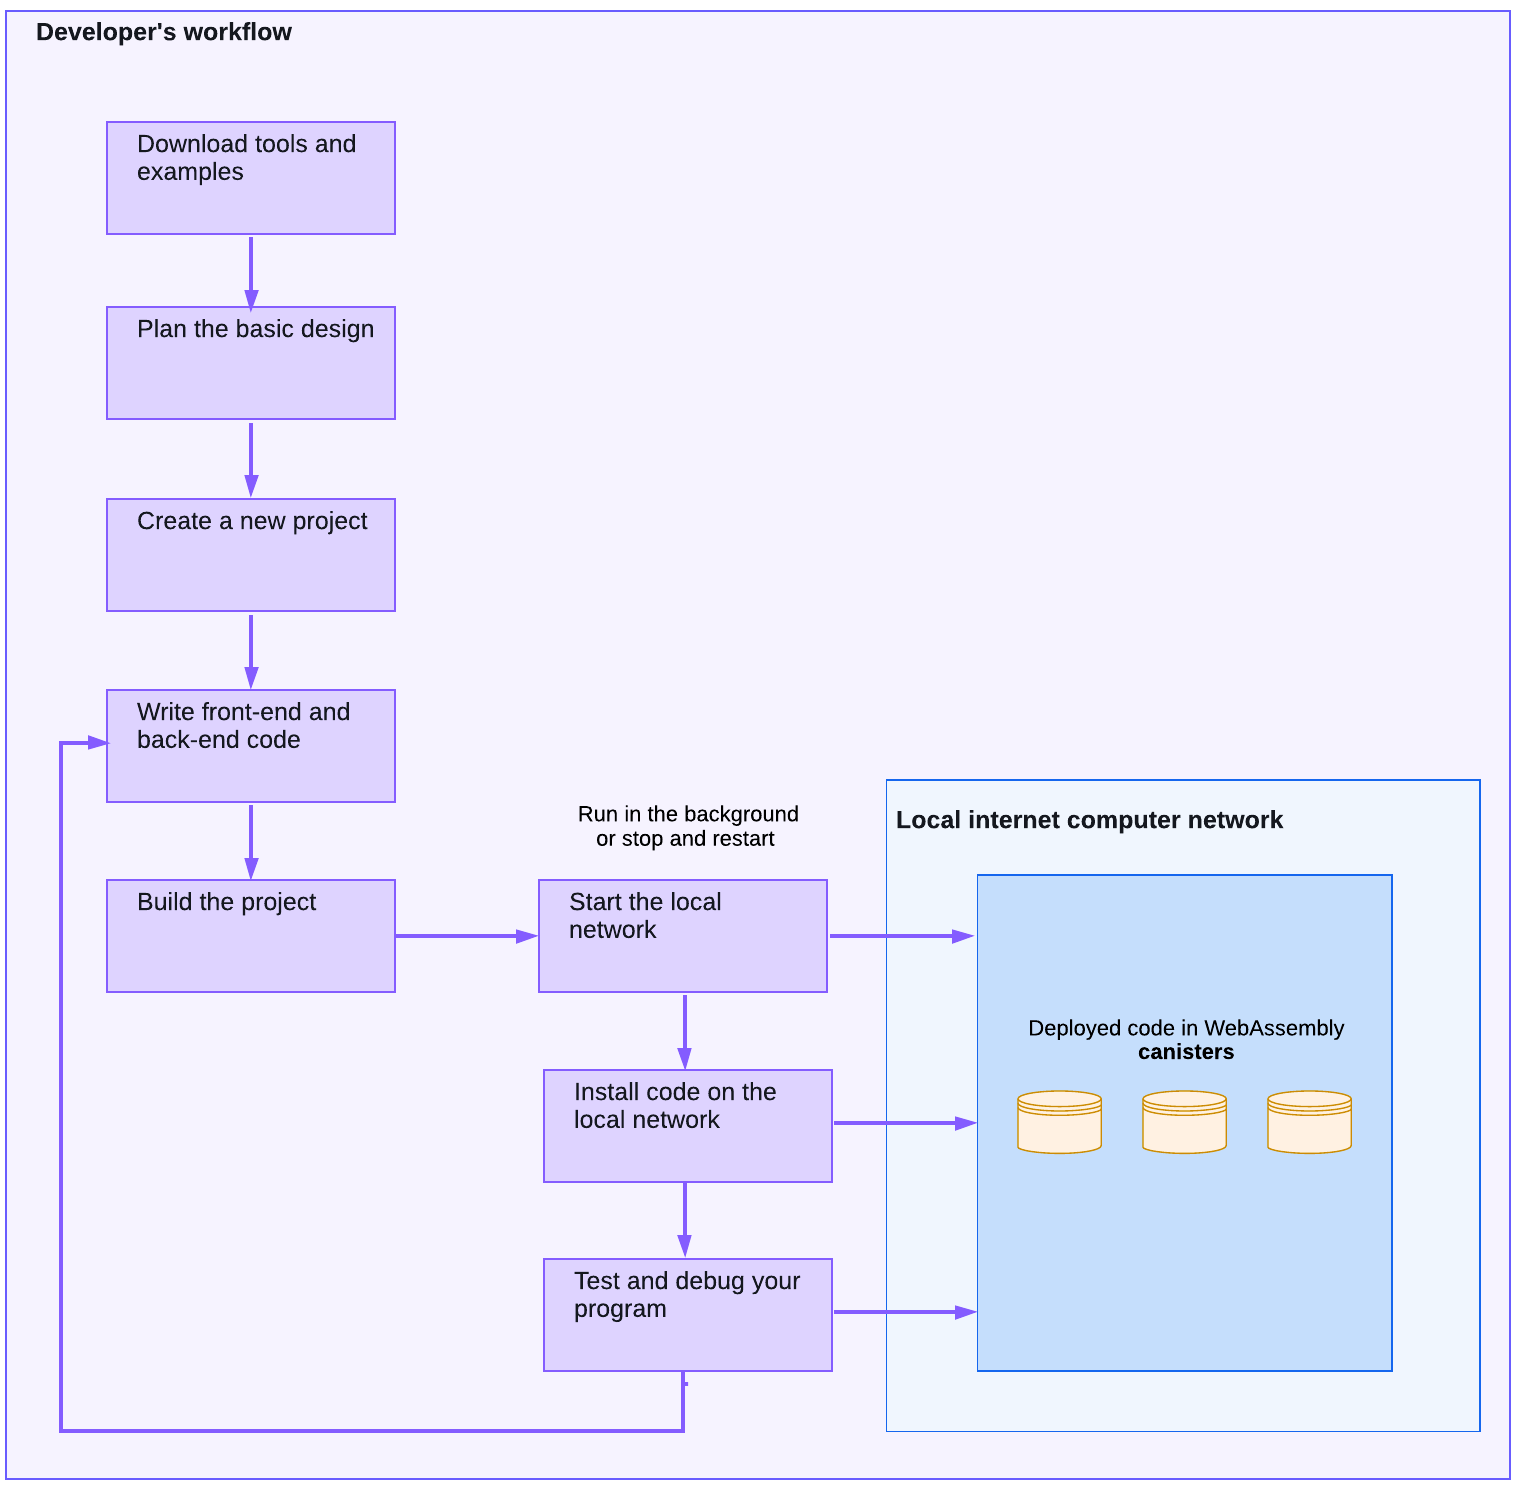 Developer's workflow
Download tools and
examples
Plan the basic design
Create a new project
Write front-end and
back-end code
Build the project
Run in the background
or stop and restart
Start the local
network
Install code on the
local network
Test and debug your
program
Local internet computer network
Deployed code in WebAssembly
canisters